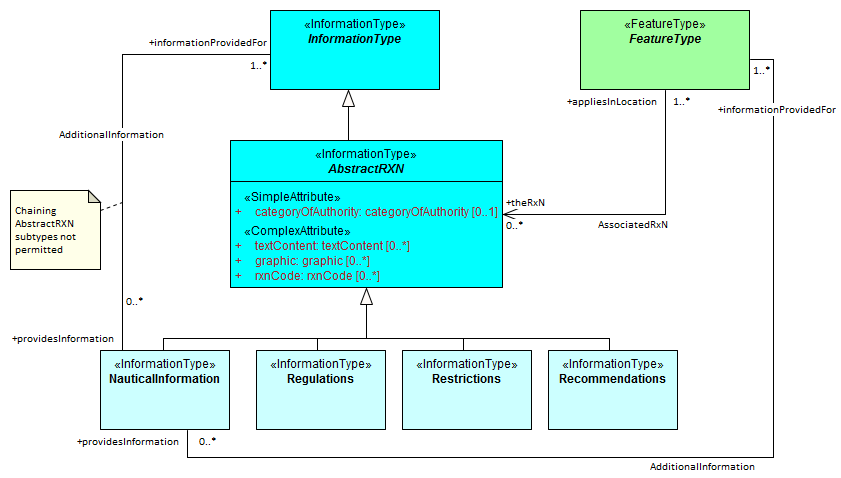 «InformationType»
InformationType
«FeatureType»
FeatureType
+informationProvidedFor
1..*
1..*
+appliesInLocation
1..*
+informationProvidedFor
AdditionalInformation
«InformationType»
AbstractRXN
«SimpleAttribute»
+ categoryOfAuthority: categoryOfAuthority [0..1]
«ComplexAttribute»
+ textContent: textContent [0..*]
+ graphic: graphic [0..*]
+ rxnCode: rxnCode [0..*]
+theRxN
0..*
AssociatedRxN
Chaining
AbstractRXN
subtypes not
permitted
0..*
+providesInformation
«InformationType»
NauticalInformation
«InformationType»
Regulations
«InformationType»
Restrictions
«InformationType»
Recommendations
+providesInformation
0..*
AdditionalInformation